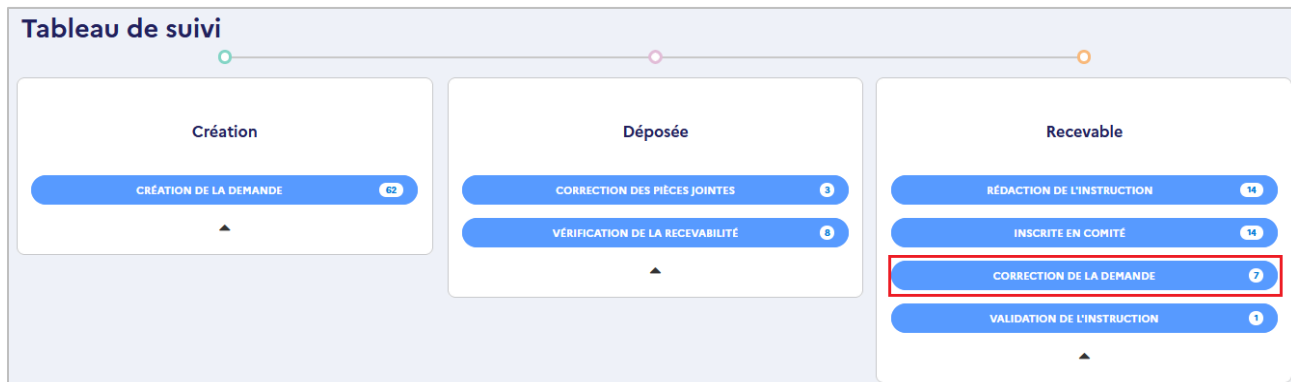 Tableau de suivi
Création
CRÉATION DE LA DEMANDE 62
Déposée
CORRECTION DES PIÈCES JOINTES 3
VÉRIFICATION DE LA RECEVABILITÉ 8
Recevable
RÉDACTION DE L'INSTRUCTION 14
INSCRITE EN COMITÉ 14
CORRECTION DE LA DEMANDE 7
VALIDATION DE L'INSTRUCTION 1